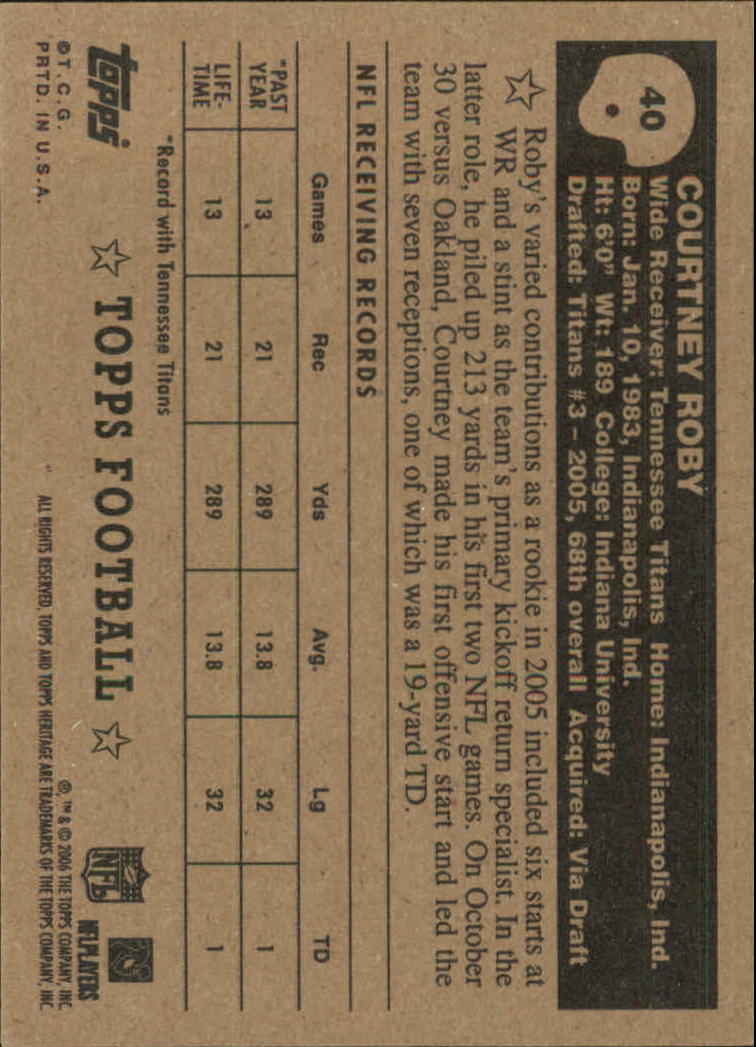 40
COURTNEY ROBY
Wide Receiver: Tennessee Titans Home: Indianapolis, Ind.
Born: Jan. 10, 1983, Indianapolis, Ind.
Ht: 6'0" Wt: 189 College: Indiana University
Drafted: Titans #3 – 2005, 68th overall Acquired: Via Draft
Roby's varied contributions as a rookie in 2005 included six starts at
WR and a stint as the team's primary kickoff return specialist. In the
latter role, he piled up 213 yards in his first two NFL games. On October
30 versus Oakland, Courtney made his first offensive start and led the
team with seven receptions, one of which was a 19-yard TD.
NFL RECEIVING RECORDS
Games Rec Yds Avg. Lg TD
*PAST YEAR 13 21 289 13.8 32 1
LIFE-TIME 13 21 289 13.8 32 1
*Record with Tennessee Titans
topps
©T.C.G.
PRTD. IN U.S.A.
TOPPS FOOTBALL
NFL
NFLPLAYERS
®, ™ & © 2006 THE TOPPS COMPANY, INC.
ALL RIGHTS RESERVED, TOPPS AND TOPPS HERITAGE ARE TRADEMARKS OF THE TOPPS COMPANY, INC.